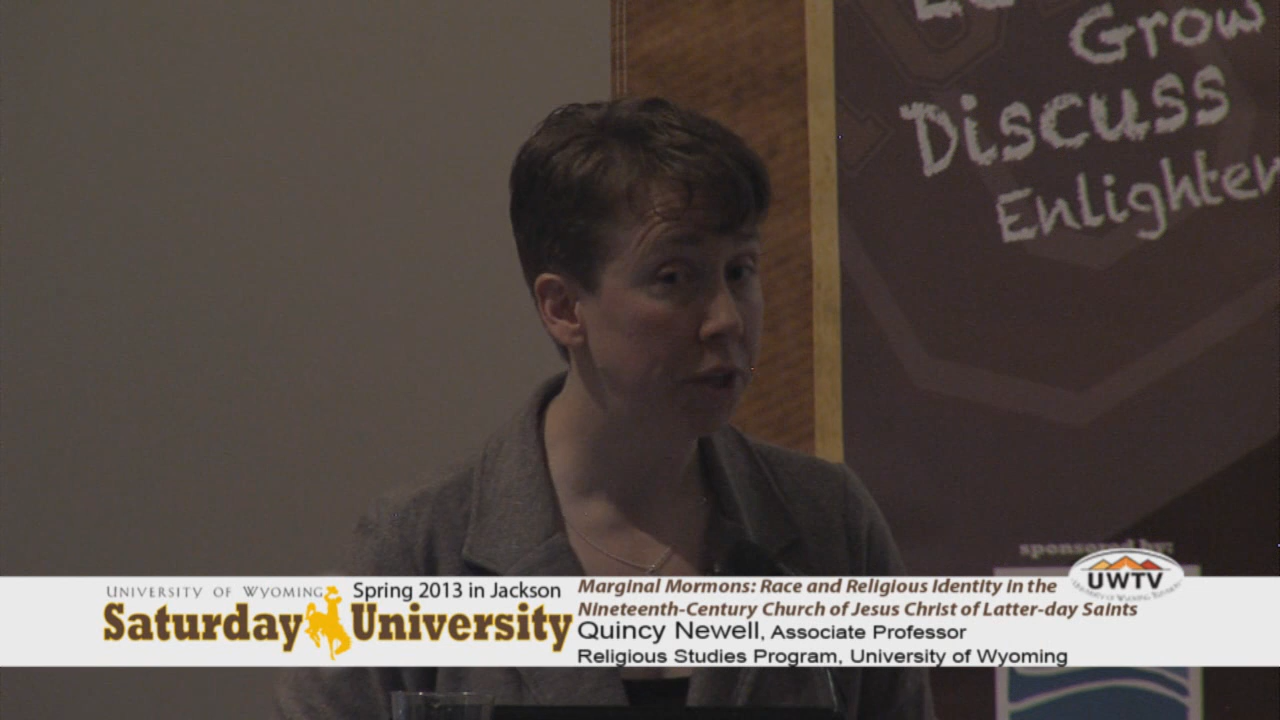 Grow
Discuss
Enlighten
sponsored by:
University of Wyoming
Spring 2013 in Jackson
Saturday University
Marginal Mormons: Race and Religious Identity in the
Nineteenth-Century Church of Jesus Christ of Latter-day Saints
Quincy Newell, Associate Professor
Religious Studies Program, University of Wyoming
UWTV